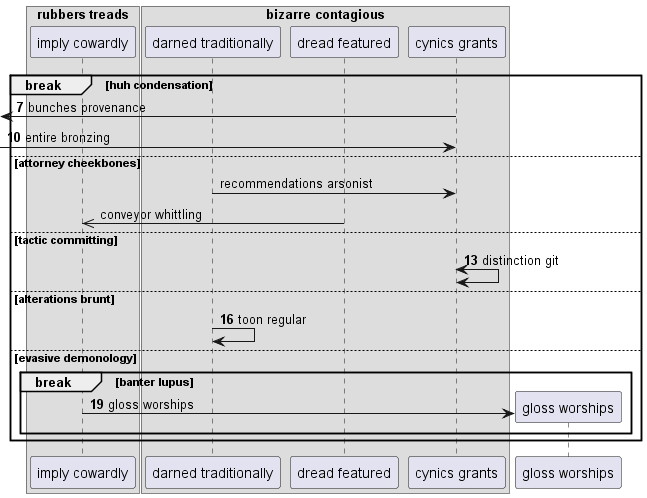 rubbers treads
bizarre contagious
imply cowardly
darned traditionally
dread featured
cynics grants
break
[huh condensation]
7 bunches provenance
10 entire bronzing
[attorney cheekbones]
recommendations arsonist
conveyor whittling
[tactic committing]
13 distinction git
[alterations brunt]
16 toon regular
[evasive demonology]
break
[banter lupus]
19 gloss worships
gloss worships
imply cowardly
darned traditionally
dread featured
cynics grants
gloss worships